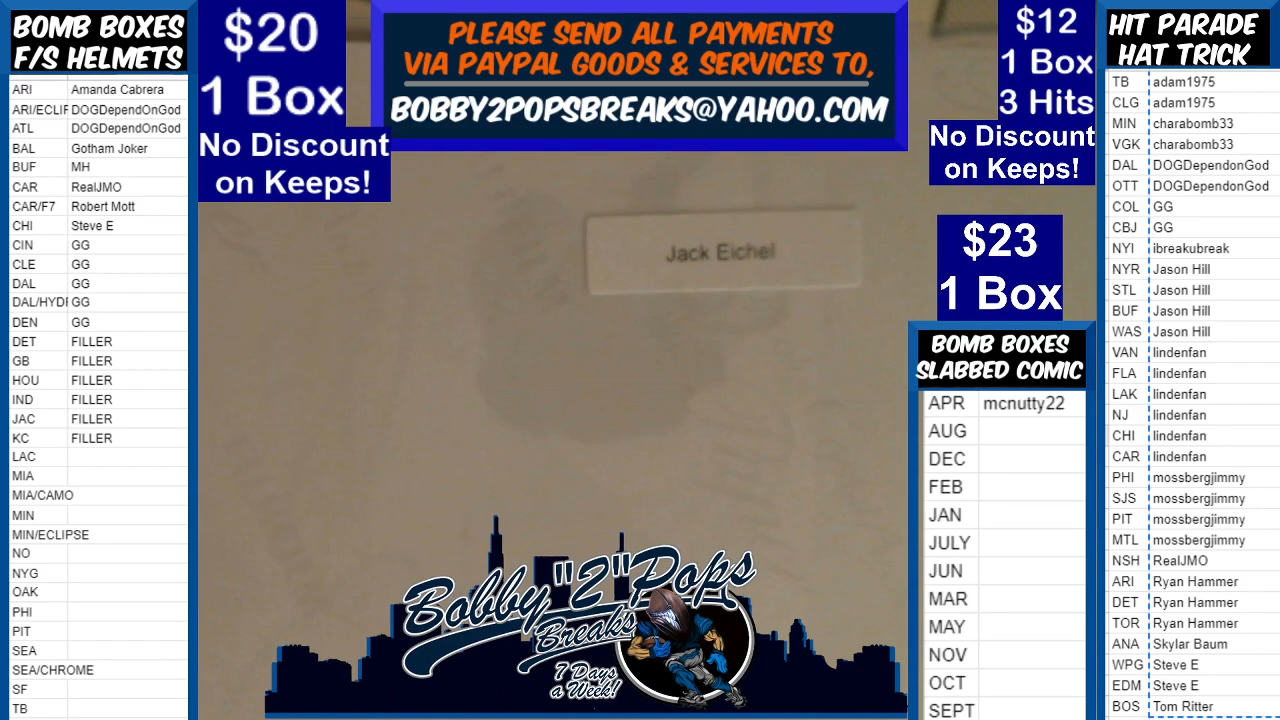 BOMB BOXES
F/S HELMETS
ARI Amanda Cabrera
ARI/ECLIF DOGDependOnGod
ATL DOGDependOnGod
BAL Gotham Joker
BUF MH
CAR RealJMO
CAR/F7 Robert Mott
CHI Steve E
CIN GG
CLE GG
DAL GG
DAL/HYDI GG
DEN GG
DET FILLER
GB FILLER
HOU FILLER
IND FILLER
JAC FILLER
KC FILLER
LAC
MIA
MIA/CAMO
MIN
MIN/ECLIPSE
NO
NYG
OAK
PHI
PIT
SEA
SEA/CHROME
SF
TB
$20
1 Box
No Discount
on Keeps!
PLEASE SEND ALL PAYMENTS
VIA PAYPAL GOODS & SERVICES TO,
BOBBY2POPSBREAKS@YAHOO.COM
Jack Eichel
Bobby "2" Pops
Breaks
7 Days
a Week!
$12
1 Box
3 Hits
No Discount
on Keeps!
$23
1 Box
BOMB BOXES
SLABBED COMIC
APR mcnutty22
AUG
DEC
FEB
JAN
JULY
JUN
MAR
MAY
NOV
OCT
SEPT
HIT PARADE
HAT TRICK
TB adam1975
CLG adam1975
MIN charabomb33
VGK charabomb33
DAL DOGDependonGod
OTT DOGDependonGod
COL GG
CBJ GG
NYI ibreakubreak
NYR Jason Hill
STL Jason Hill
BUF Jason Hill
WAS Jason Hill
VAN lindenfan
FLA lindenfan
LAK lindenfan
NJ lindenfan
CHI lindenfan
CAR lindenfan
PHI mossbergjimmy
SJS mossbergjimmy
PIT mossbergjimmy
MTL mossbergjimmy
NSH RealJMO
ARI Ryan Hammer
DET Ryan Hammer
TOR Ryan Hammer
ANA Skylar Baum
WPG Steve E
EDM Steve E
BOS Tom Ritter